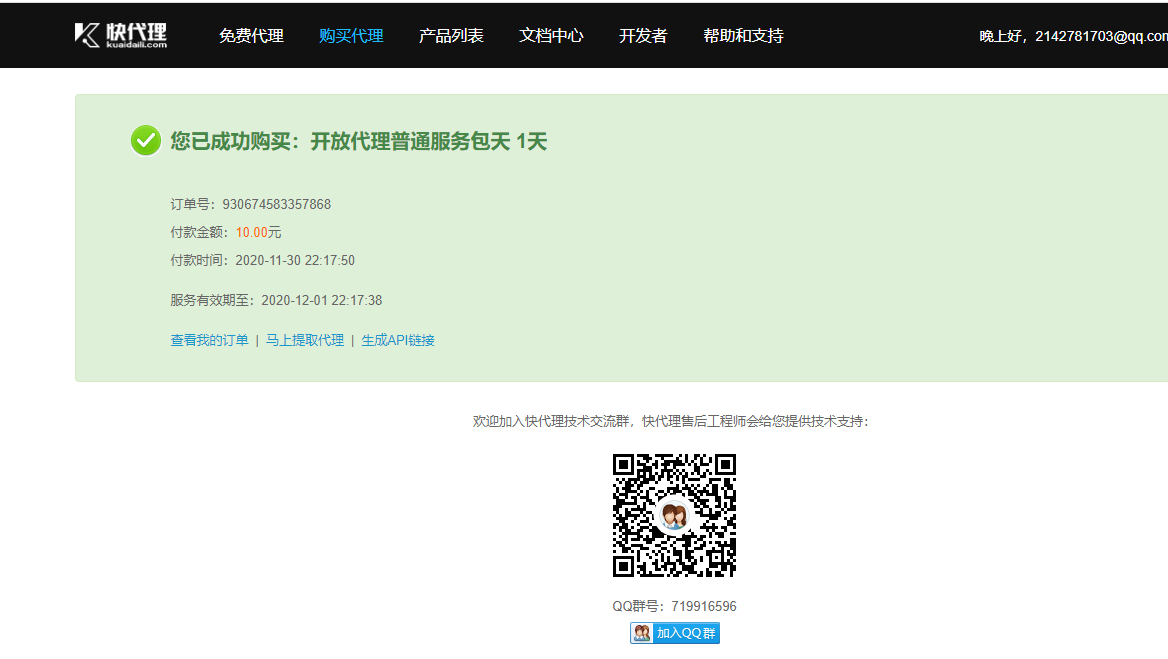 快代理
kuaidaili.com
免费代理 购买代理 产品列表 文档中心 开发者 帮助和支持 晚上好，2142781703@qq.com
您已成功购买：开放代理普通服务包天 1天
订单号：930674583357868
付款金额：10.00元
付款时间：2020-11-30 22:17:50
服务有效期至：2020-12-01 22:17:38
查看我的订单 | 马上提取代理 | 生成API链接
欢迎加入快代理技术交流群，快代理售后工程师会给您提供技术支持：
QQ群号：719916596
加入QQ群